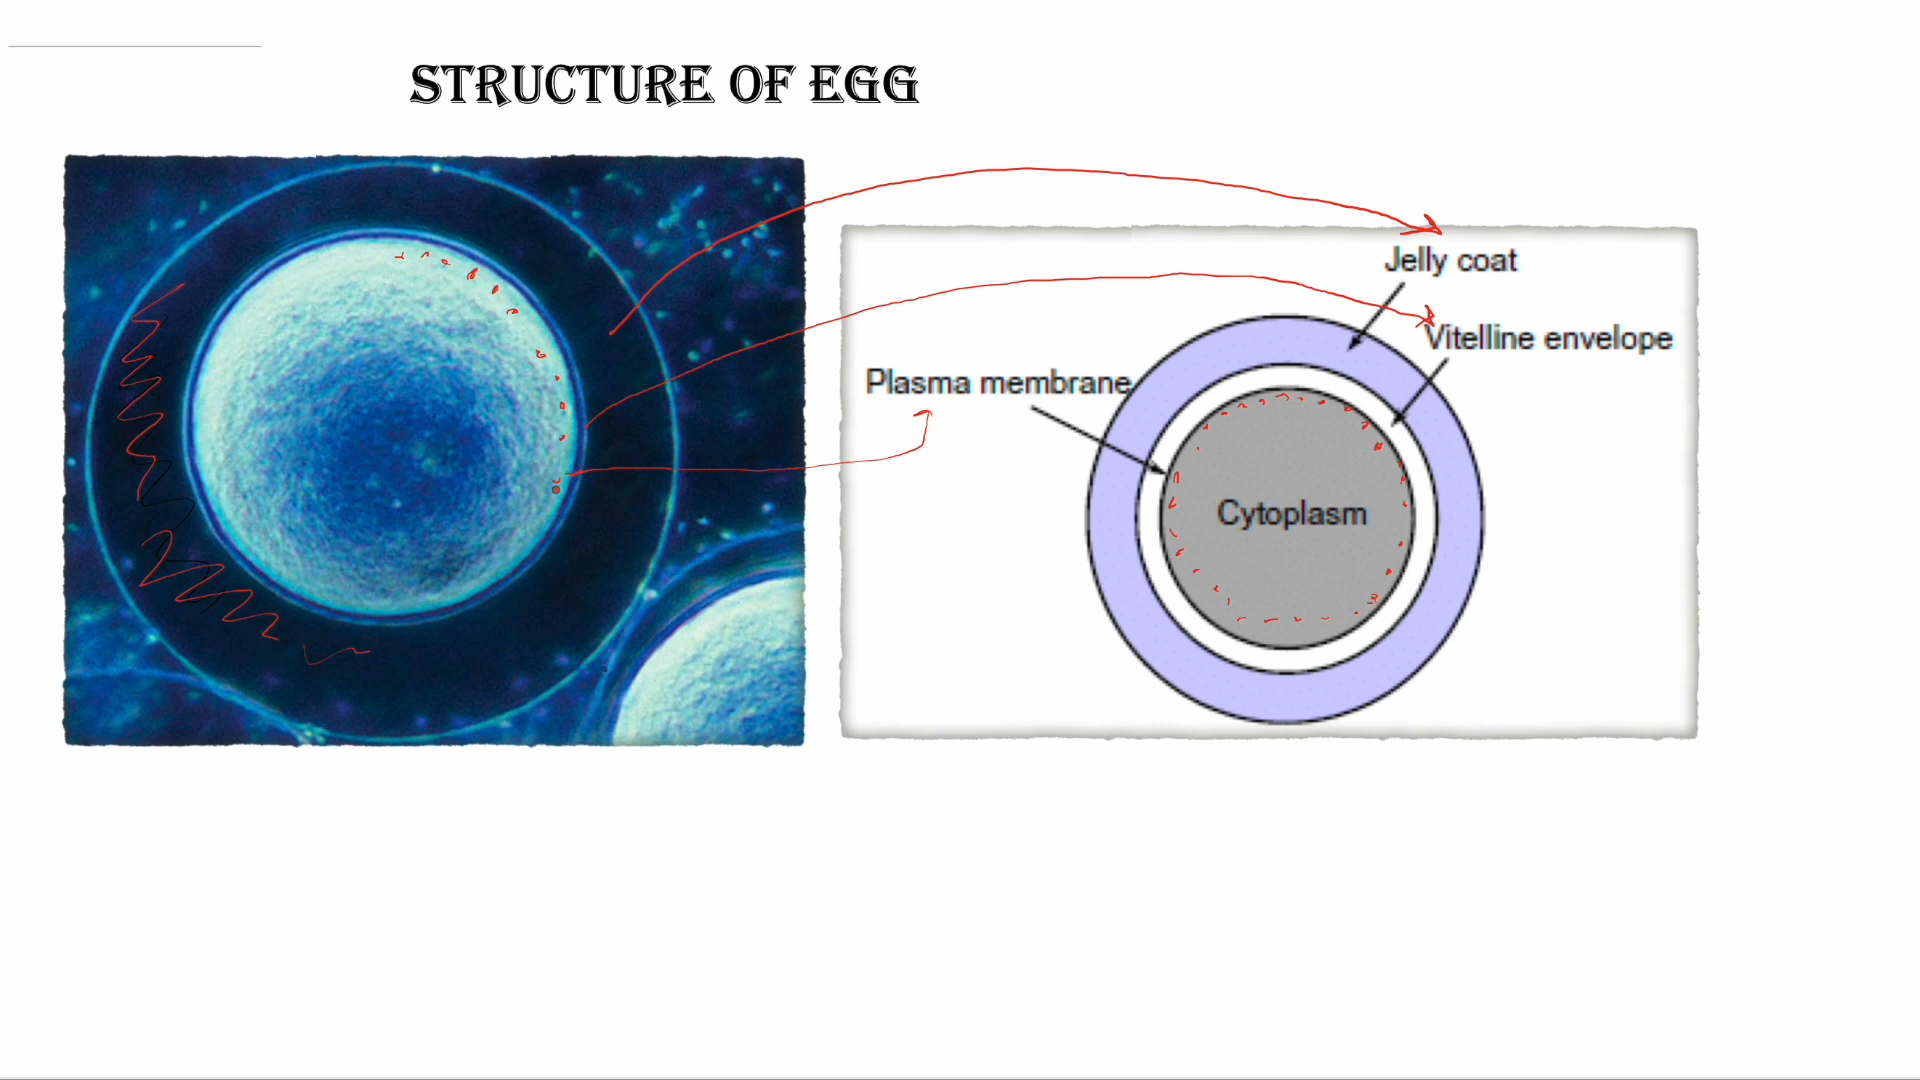 STRUCTURE OF EGG
Jelly coat
Vitelline envelope
Plasma membrane
Cytoplasm